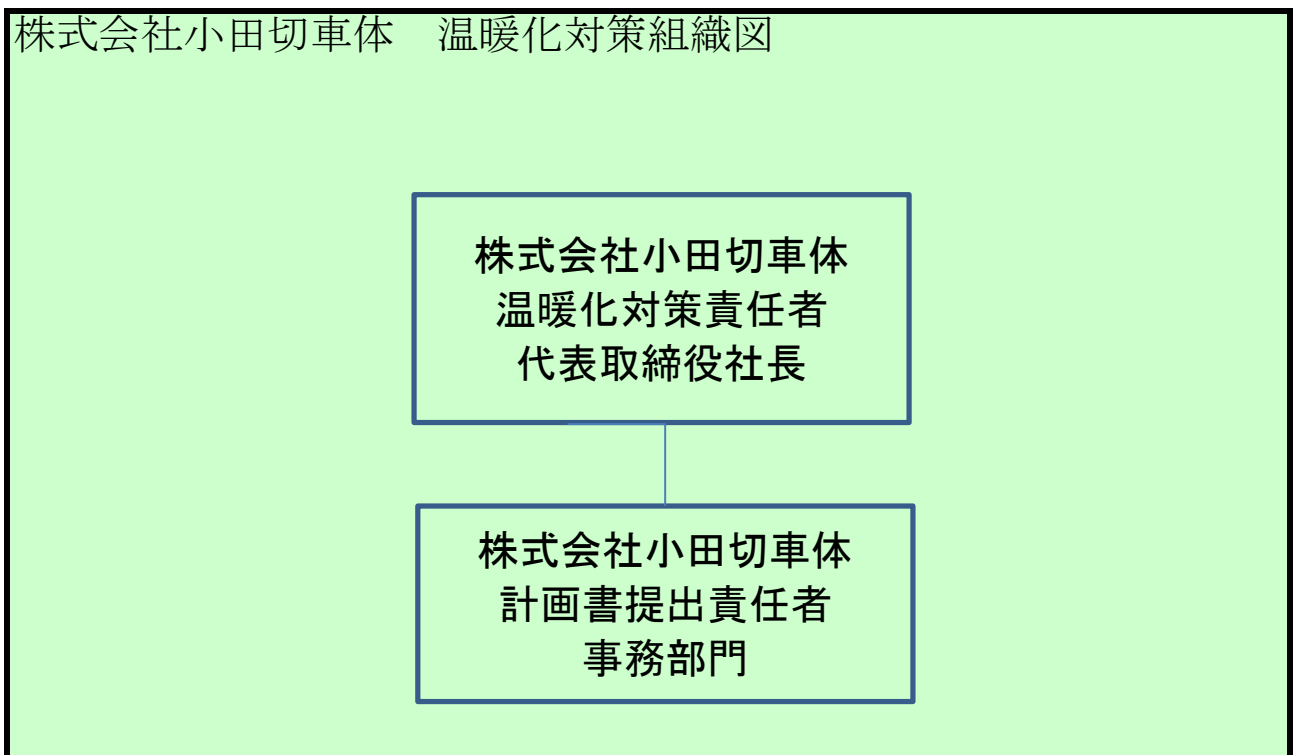 株式会社小田切車体　温暖化対策組織図
株式会社小田切車体
温暖化対策責任者
代表取締役社長
株式会社小田切車体
計画書提出責任者
事務部門